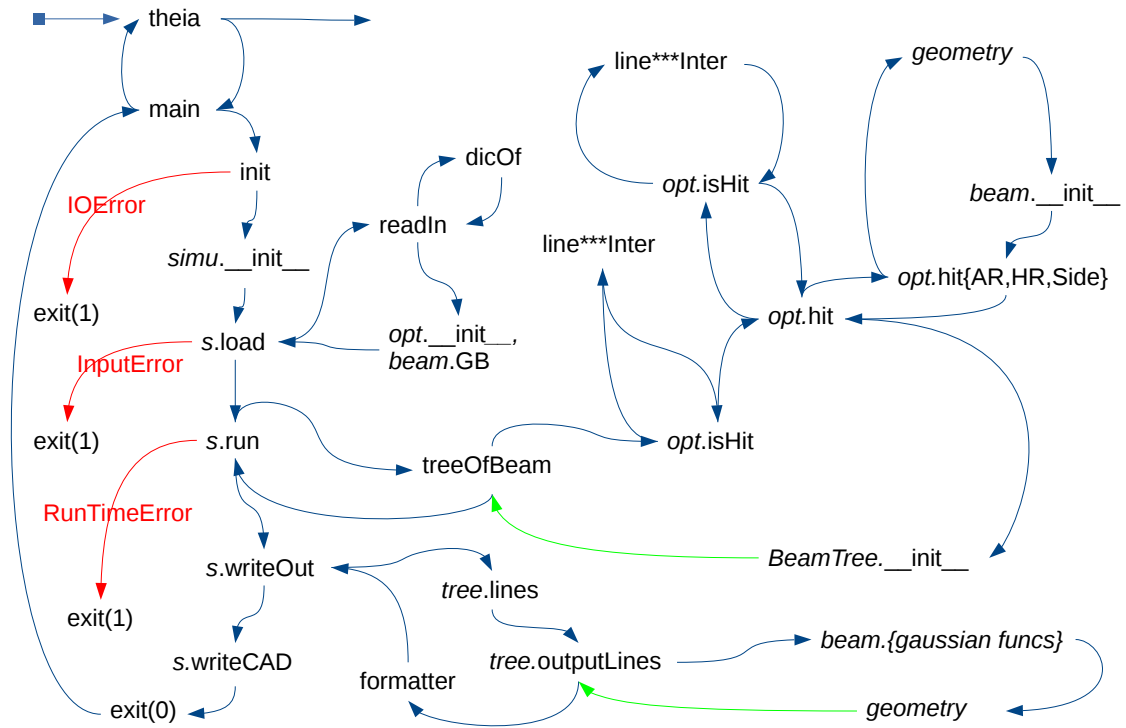 theia
line***Inter
geometry
main
dicOf
init
opt.isHit
beam.__init__
IOError
readIn
line***Inter
simu.__init__
opt.hit{AR,HR,Side}
exit(1)
opt.hit
s.load
opt.__init__,
beam.GB
InputError
exit(1)
s.run
opt.isHit
treeOfBeam
RunTimeError
BeamTree.__init__
s.writeOut
tree.lines
exit(1)
beam.{gaussian funcs}
s.writeCAD
tree.outputLines
formatter
exit(0)
geometry